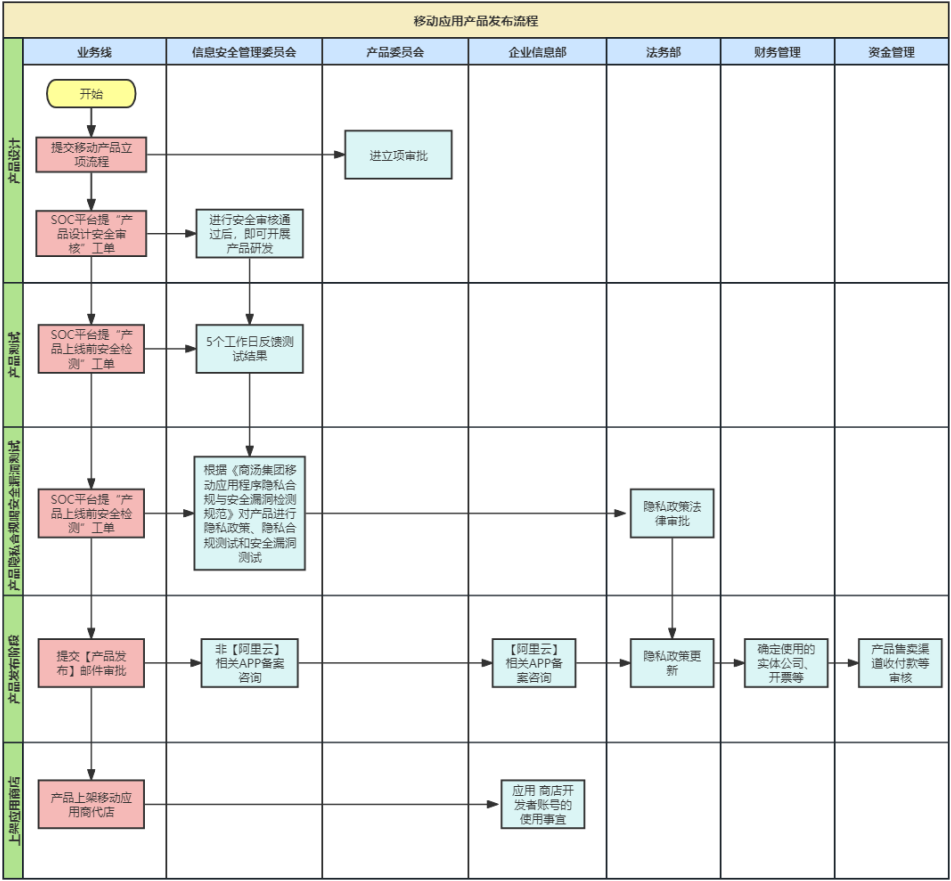 移动应用产品发布流程
业务线
信息安全管理委员会
产品委员会
企业信息部
法务部
财务管理
资金管理
产品设计
开始
提交移动产品立
项流程
进立项审批
SOC平台提“产
品设计安全审
核”工单
进行安全审核通
过后，即可开展
产品研发
产品测试
SOC平台提“产
品上线前安全检
测”工单
5个工作日反馈测
试结果
产品隐私合规与安全漏洞测试
SOC平台提“产
品上线前安全检
测”工单
根据《商汤集团移
动应用程序隐私合
规与安全漏洞检测
规范》对产品进行
隐私政策、隐私合
规测试和安全漏洞
测试
隐私政策法
律审批
产品发布阶段
提交【产品发
布】邮件审批
非【阿里云】
相关APP备案
咨询
【阿里云】
相关APP备
案咨询
隐私政策更
新
确定使用的
实体公司、
开票等
产品售卖渠
道收付款等
审核
上架应用商店
产品上架移动应
用商代店
应用 商店开
发者账号的
使用事宜